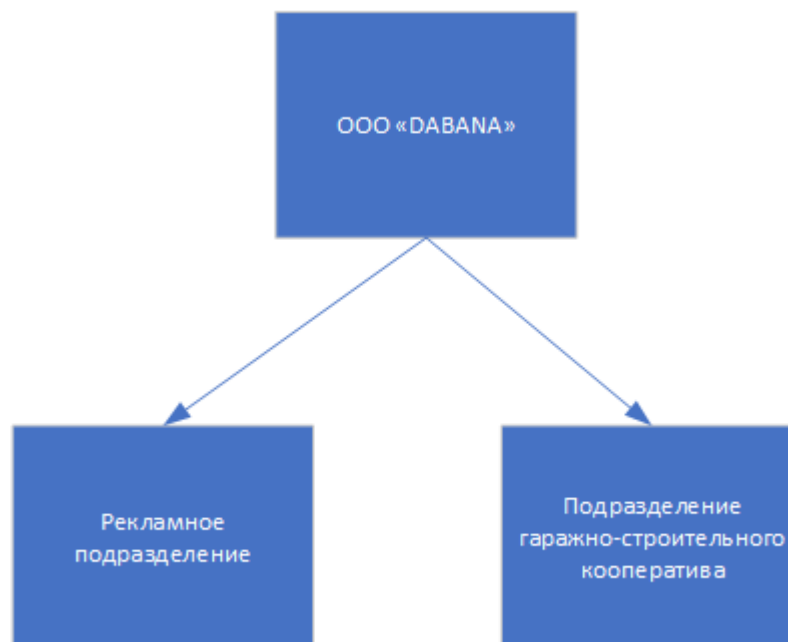 ООО «DABANA»
Рекламное
подразделение
Подразделение
гаражно-строительного
кооператива